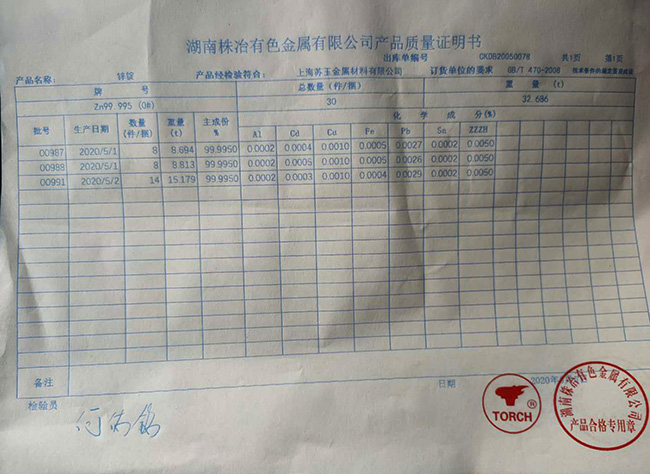 湖南株冶有色金属有限公司产品质量证明书
出库单编号 CKDB20050078 共1页 第1页
产品名称: 锌锭 产品经检验符合: 上海苏玉金属材料有限公司 订货单位的要求 GB/T 470-2008
牌 号 总数量(件/捆) 重 量(t)
Zn99.995(GB) 30 32.686
批号 生产日期 数量(件/捆) 重量(t) 主成份% 化 学 成 分(%)
Al Cd Cu Fe Pb Sn ZZZH
00987 2020/5/1 8 8.694 99.9950 0.0002 0.0004 0.0010 0.0005 0.0027 0.0002 0.0050
00988 2020/5/1 8 8.813 99.9950 0.0002 0.0005 0.0010 0.0005 0.0026 0.0002 0.0050
00991 2020/5/2 14 15.179 99.9950 0.0002 0.0003 0.0010 0.0004 0.0029 0.0002 0.0050
备注
检验员 日期 2020年
TORCH ®
湖南株冶有色金属有限公司
产品合格专用章